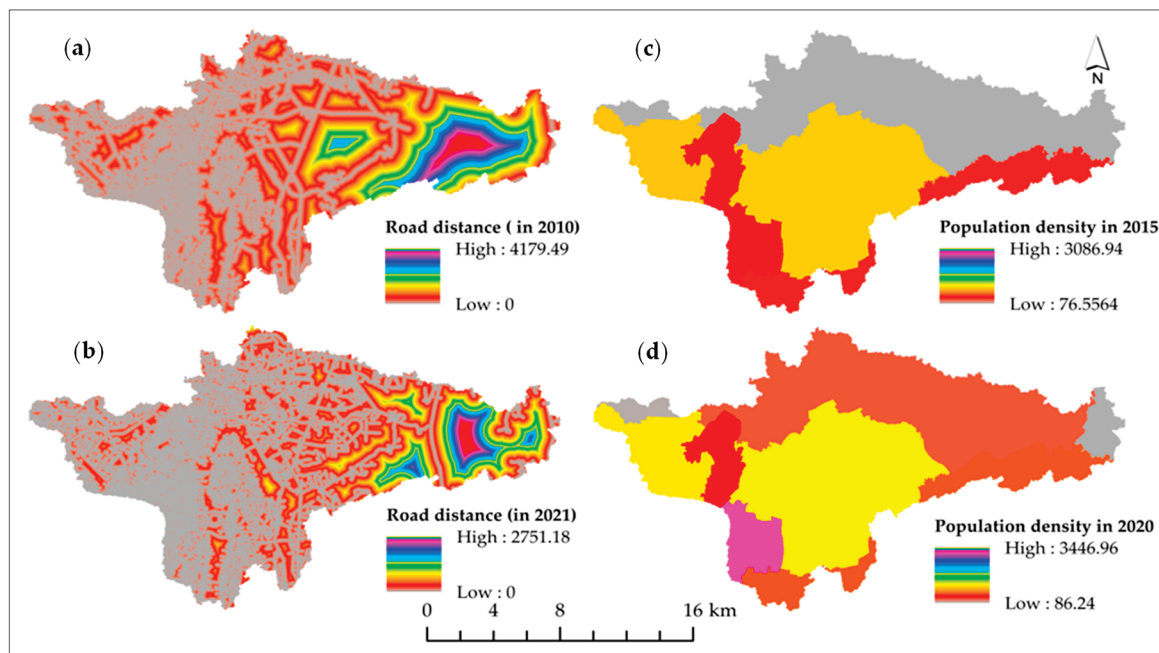 (a)
Road distance ( in 2010)
High : 4179.49
Low : 0
(c)
N
Population density in 2015
High : 3086.94
Low : 76.5564
(b)
Road distance (in 2021)
High : 2751.18
Low : 0
(d)
Population density in 2020
High : 3446.96
Low : 86.24
0 4 8 16 km